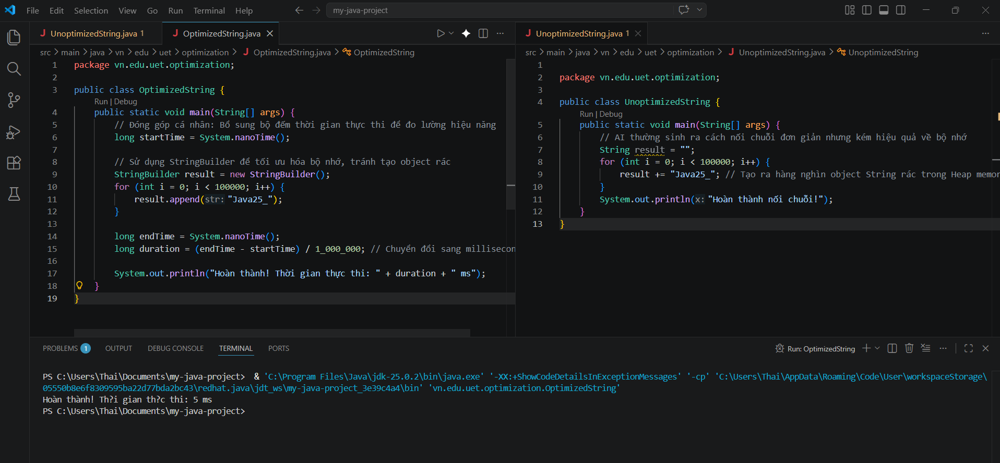 File Edit Selection View Go Run Terminal Help
my-java-project
UnoptimizedString.java 1
OptimizedString.java
src > main > java > vn > edu > uet > optimization > OptimizedString.java > OptimizedString
1 package vn.edu.uet.optimization;
2
3 public class OptimizedString {
Run | Debug
4 public static void main(String[] args) {
5 // Đóng góp cá nhân: Bổ sung bộ đếm thời gian thực thi để đo lường hiệu năng
6 long startTime = System.nanoTime();
7
8 // Sử dụng StringBuilder để tối ưu hóa bộ nhớ, tránh tạo object rác
9 StringBuilder result = new StringBuilder();
10 for (int i = 0; i < 100000; i++) {
11 result.append(str: "Java25_");
12 }
13
14 long endTime = System.nanoTime();
15 long duration = (endTime - startTime) / 1_000_000; // Chuyển đổi sang millisecon
16
17 System.out.println("Hoàn thành! Thời gian thực thi: " + duration + " ms");
18 }
19 }
UnoptimizedString.java 1
src > main > java > vn > edu > uet > optimization > UnoptimizedString.java > UnoptimizedString
1
2 package vn.edu.uet.optimization;
3
4 public class UnoptimizedString {
Run | Debug
5 public static void main(String[] args) {
6 // AI thường sinh ra cách nối chuỗi đơn giản nhưng kém hiệu quả về bộ nhớ
7 String result = "";
8 for (int i = 0; i < 100000; i++) {
9 result += "Java25_"; // Tạo ra hàng nghìn object String rác trong Heap memor
10 }
11 System.out.println(x: "Hoàn thành nối chuỗi!");
12 }
13 }
PROBLEMS 1 OUTPUT DEBUG CONSOLE TERMINAL PORTS
Run: OptimizedString
PS C:\Users\Thai\Documents\my-java-project> & 'C:\Program Files\Java\jdk-25.0.2\bin\java.exe' '-XX:+ShowCodeDetailsInExceptionMessages' '-cp' 'C:\Users\Thai\AppData\Roaming\Code\User\workspaceStorage\
05550b8e6f8309595ba22d77bda2bc43\redhat.java\jdt_ws\my-java-project_3e39c4a4\bin' 'vn.edu.uet.optimization.OptimizedString'
Hoàn thành! Th?i gian th?c thi: 5 ms
PS C:\Users\Thai\Documents\my-java-project>